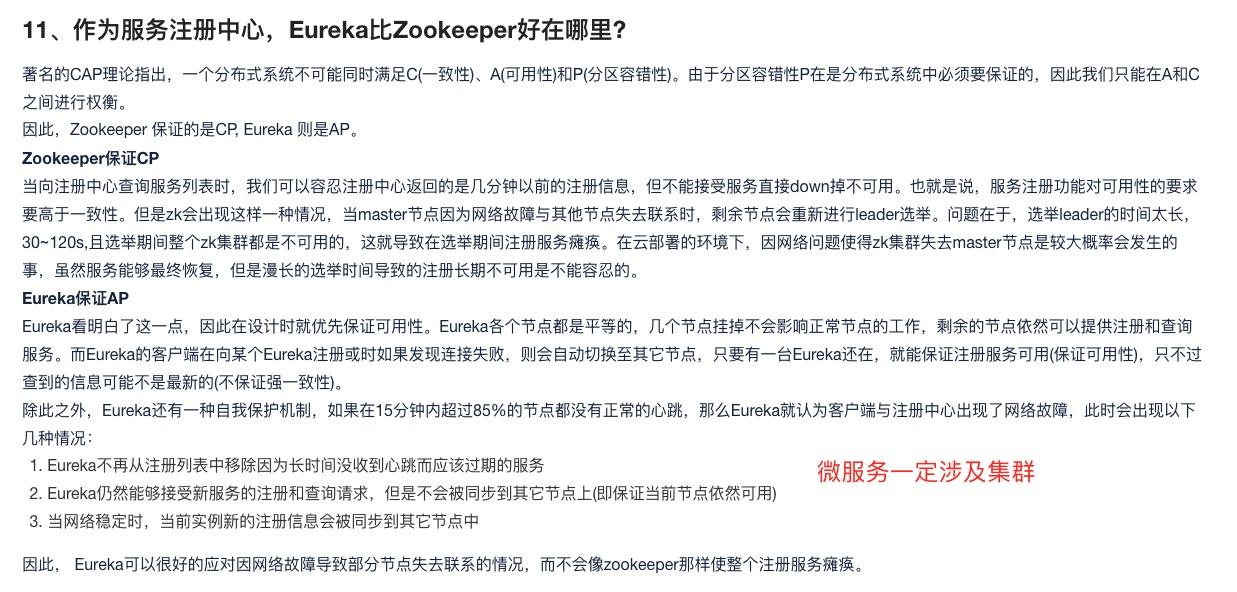 11、作为服务注册中心，Eureka比Zookeeper好在哪里?
著名的CAP理论指出，一个分布式系统不可能同时满足C(一致性)、A(可用性)和P(分区容错性)。由于分区容错性P在是分布式系统中必须要保证的，因此我们只能在A和C
之间进行权衡。
因此，Zookeeper 保证的是CP, Eureka 则是AP。
Zookeeper保证CP
当向注册中心查询服务列表时，我们可以容忍注册中心返回的是几分钟以前的注册信息，但不能接受服务直接down掉不可用。也就是说，服务注册功能对可用性的要求
要高于一致性。但是zk会出现这样一种情况，当master节点因为网络故障与其他节点失去联系时，剩余节点会重新进行leader选举。问题在于，选举leader的时间太长，
30~120s,且选举期间整个zk集群都是不可用的，这就导致在选举期间注册服务瘫痪。在云部署的环境下，因网络问题使得zk集群失去master节点是较大概率会发生的
事，虽然服务能够最终恢复，但是漫长的选举时间导致的注册长期不可用是不能容忍的。
Eureka保证AP
Eureka看明白了这一点，因此在设计时就优先保证可用性。Eureka各个节点都是平等的，几个节点挂掉不会影响正常节点的工作，剩余的节点依然可以提供注册和查询
服务。而Eureka的客户端在向某个Eureka注册或时如果发现连接失败，则会自动切换至其它节点，只要有一台Eureka还在，就能保证注册服务可用(保证可用性)，只不过
查到的信息可能不是最新的(不保证强一致性)。
除此之外，Eureka还有一种自我保护机制，如果在15分钟内超过85%的节点都没有正常的心跳，那么Eureka就认为客户端与注册中心出现了网络故障，此时会出现以下
几种情况：
1. Eureka不再从注册列表中移除因为长时间没收到心跳而应该过期的服务
微服务一定涉及集群
2. Eureka仍然能够接受新服务的注册和查询请求，但是不会被同步到其它节点上(即保证当前节点依然可用)
3. 当网络稳定时，当前实例新的注册信息会被同步到其它节点中
因此， Eureka可以很好的应对因网络故障导致部分节点失去联系的情况，而不会像zookeeper那样使整个注册服务瘫痪。